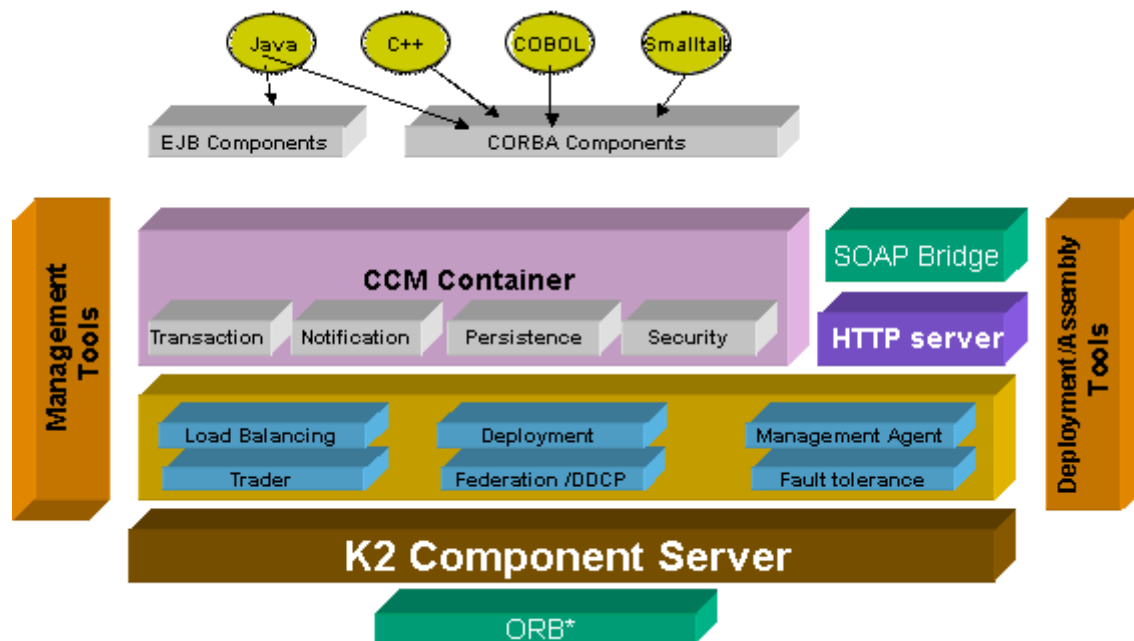 Java
C++
COBOL
Smalltalk
EJB Components
CORBA Components
Management
Tools
CCM Container
Transaction
Notification
Persistence
Security
SOAP Bridge
HTTP server
Deployment/Assembly
Tools
Load Balancing
Deployment
Management Agent
Trader
Federation /DDCP
Fault tolerance
K2 Component Server
ORB*